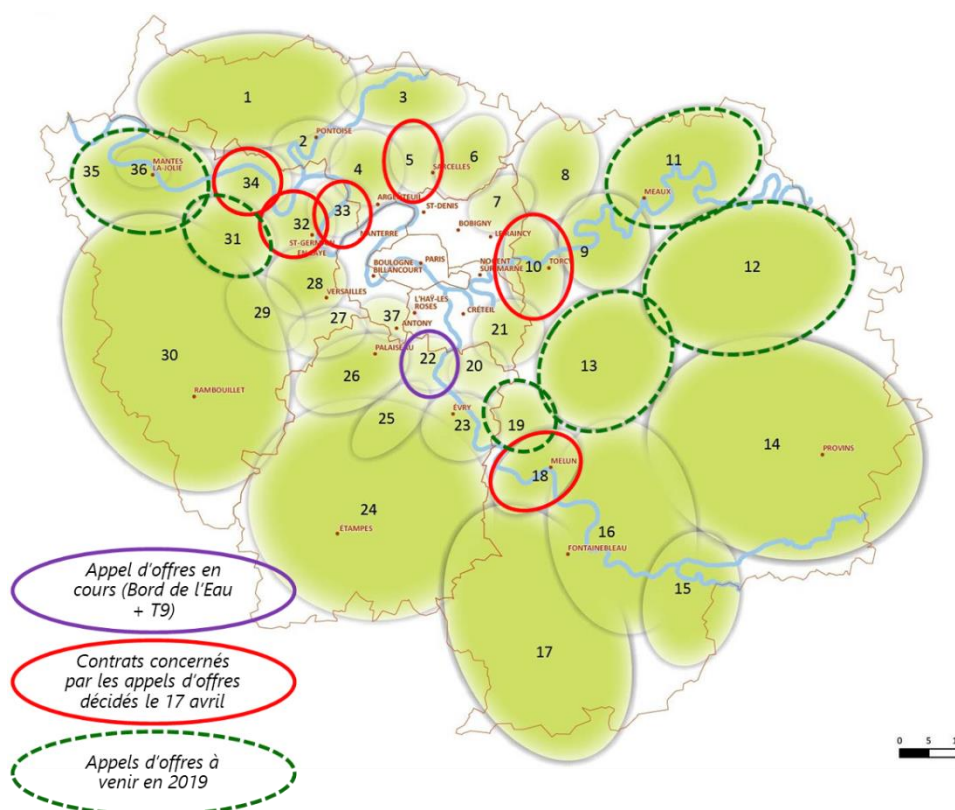 1
3
2
PONTOISE
4
5
SARCELLES
6
8
11
MEAUX
35
36
MANTES
LA-JOLIE
34
33
32
ST-GERMAIN
EN-LAYE
31
ARGENTEUIL
ST-DENIS
7
BOBIGNY
LE RAINCY
NANTERRE
10
TORCY
9
12
PARIS
BOULOGNE
BILLANCOURT
NOGENT
SUR-MARNE
28
VERSAILLES
29
27
37
L'HAŸ-LES
ROSES
ANTONY
CRÉTEIL
21
30
RAMBOUILLET
PALAISEAU
26
22
20
13
25
ÉVRY
23
19
14
PROVINS
18
MELUN
24
ÉTAMPES
16
FONTAINEBLEAU
15
17
Appel d'offres en
cours (Bord de l'Eau
+ T9)
Contrats concernés
par les appels d'offres
décidés le 17 avril
Appels d'offres à
venir en 2019
0 5